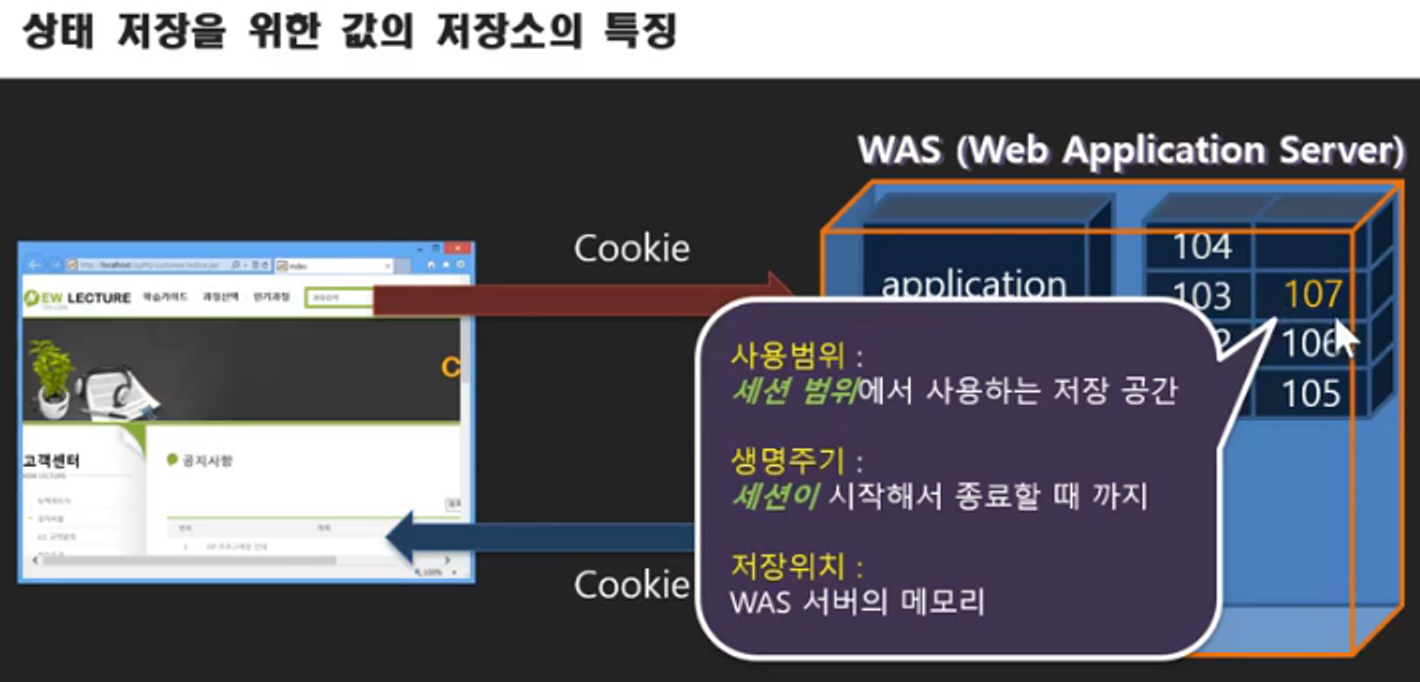 상태 저장을 위한 값의 저장소의 특징
WAS (Web Application Server)
Cookie
application
104
103
107
106
105
EW LECTURE 학습가이드 과정선택 인기과정
고객센터
공지사항
사용범위 :
세션 범위에서 사용하는 저장 공간
생명주기 :
세션이 시작해서 종료할 때 까지
저장위치 :
WAS 서버의 메모리
Cookie